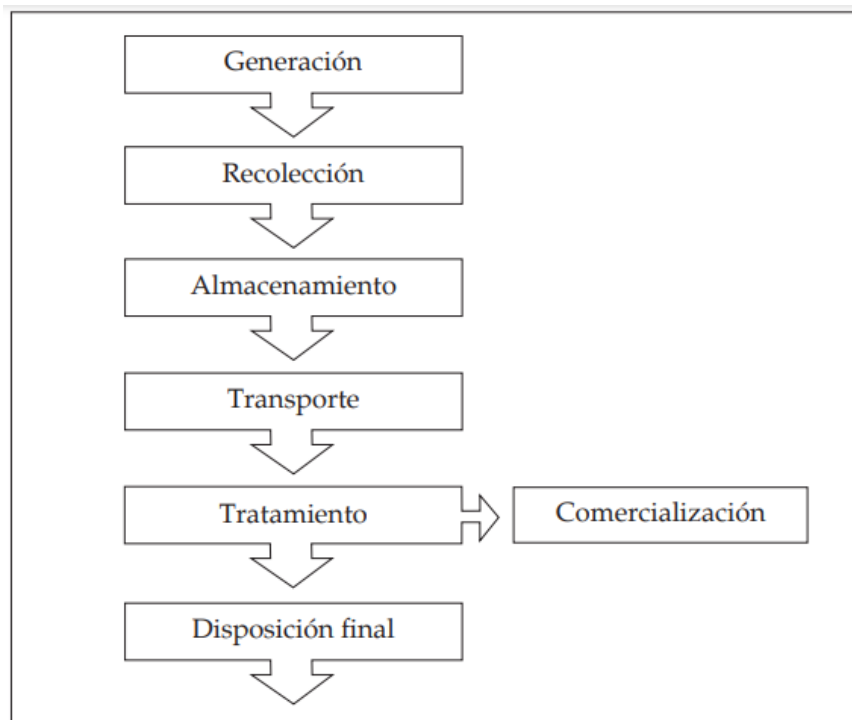 Generación
Recolección
Almacenamiento
Transporte
Tratamiento
Comercialización
Disposición final